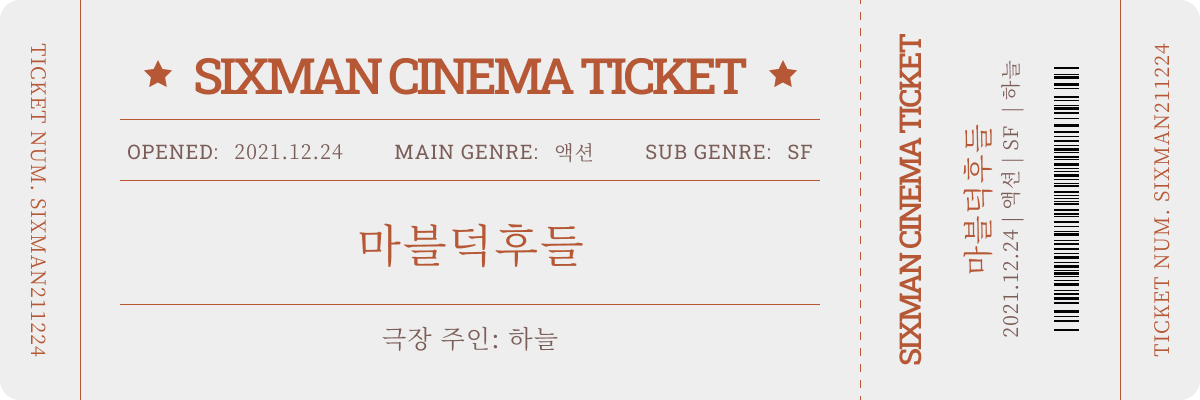 TICKET NUM. SIXMAN211224
★ SIXMAN CINEMA TICKET ★
OPENED: 2021.12.24 MAIN GENRE: 액션 SUB GENRE: SF
마블덕후들
극장 주인: 하늘
SIXMAN CINEMA TICKET
마블덕후들
2021.12.24 | 액션 | SF | 하늘
TICKET NUM. SIXMAN211224